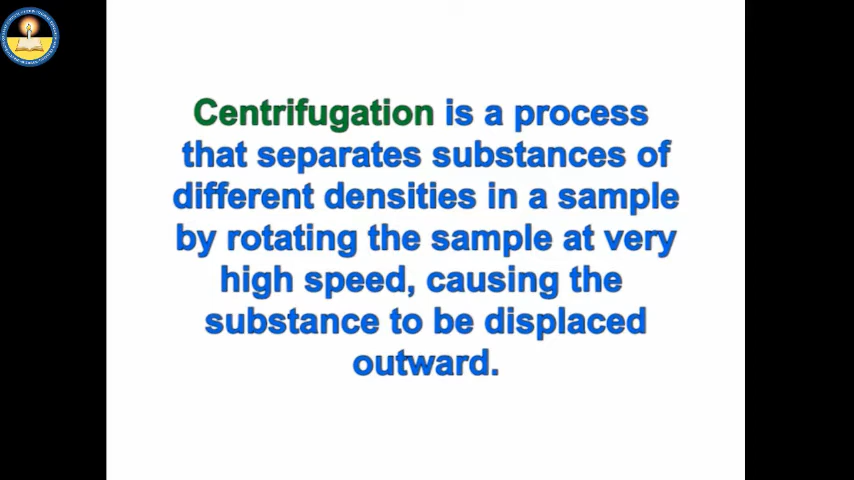 Centrifugation is a process
that separates substances of
different densities in a sample
by rotating the sample at very
high speed, causing the
substance to be displaced
outward.